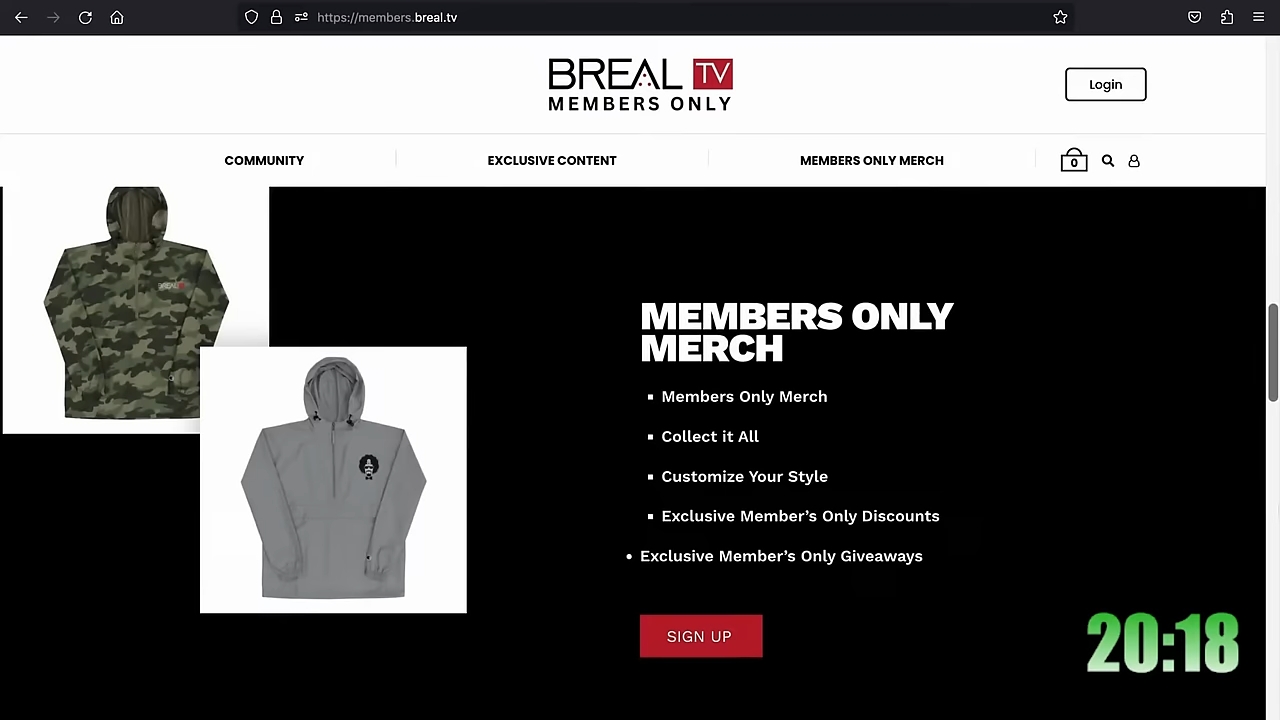 https://members.breal.tv
BREAL TV
MEMBERS ONLY
Login
COMMUNITY
EXCLUSIVE CONTENT
MEMBERS ONLY MERCH
0
BREAL TV
MEMBERS ONLY
MERCH
Members Only Merch
Collect it All
Customize Your Style
Exclusive Member’s Only Discounts
Exclusive Member’s Only Giveaways
SIGN UP
20:18